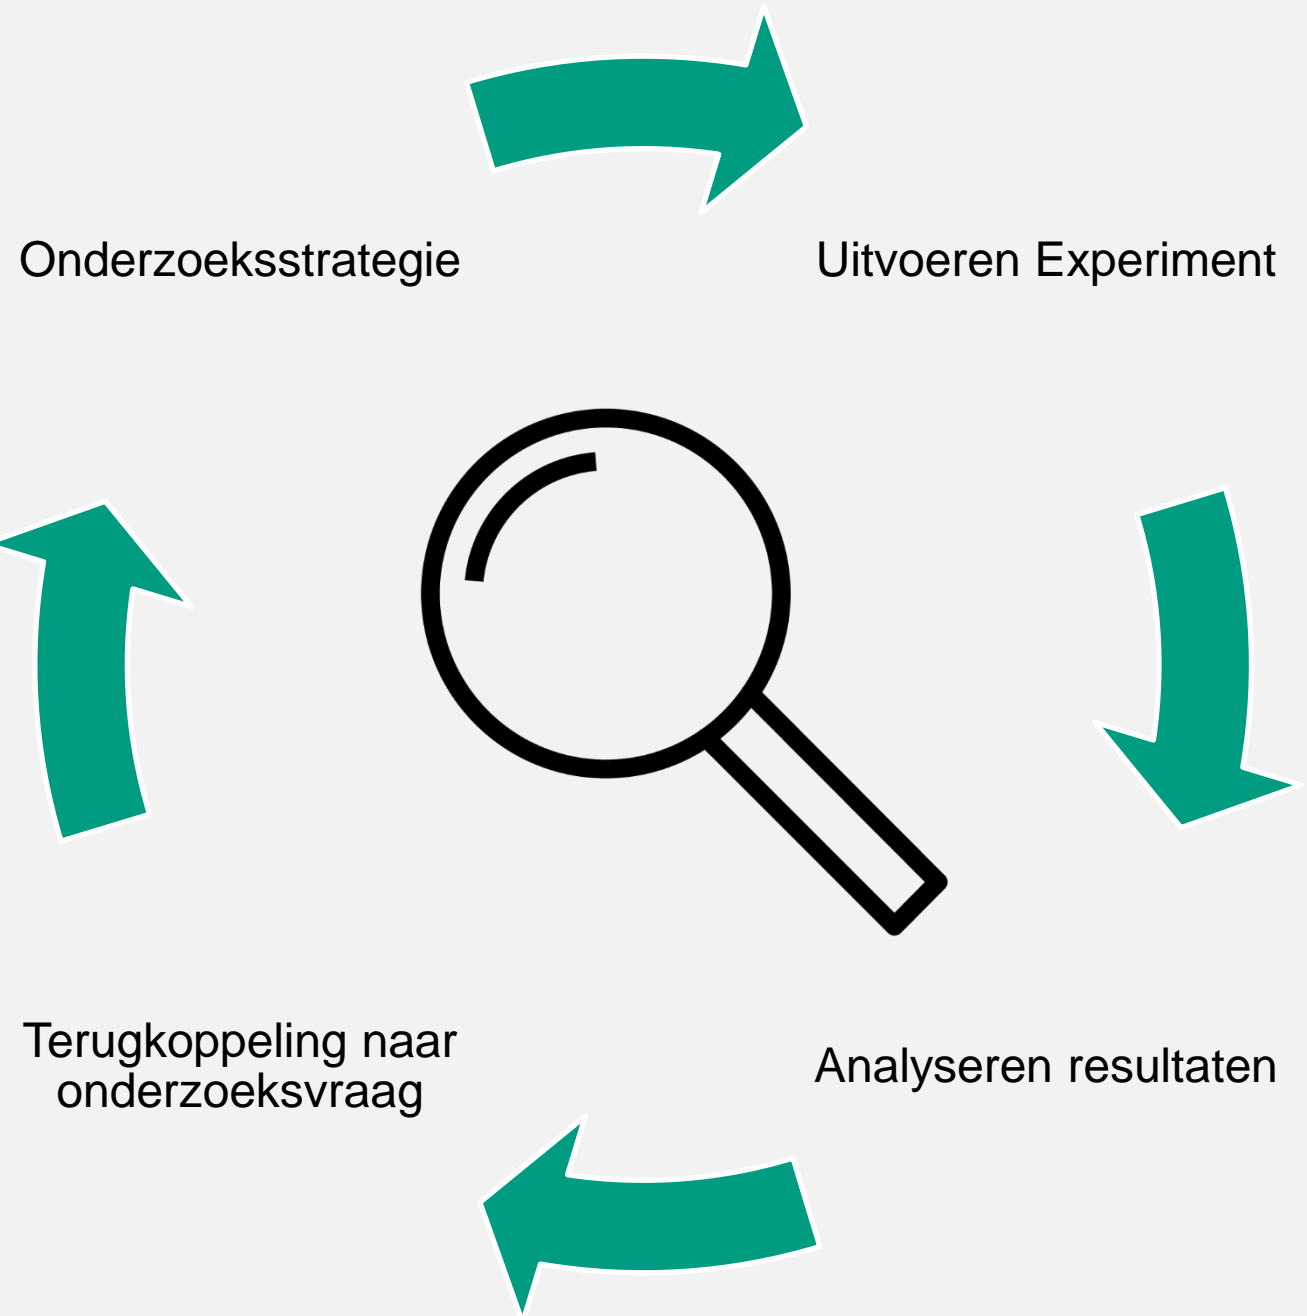 Onderzoeksstrategie
Uitvoeren Experiment
Terugkoppeling naar
onderzoeksvraag
Analyseren resultaten